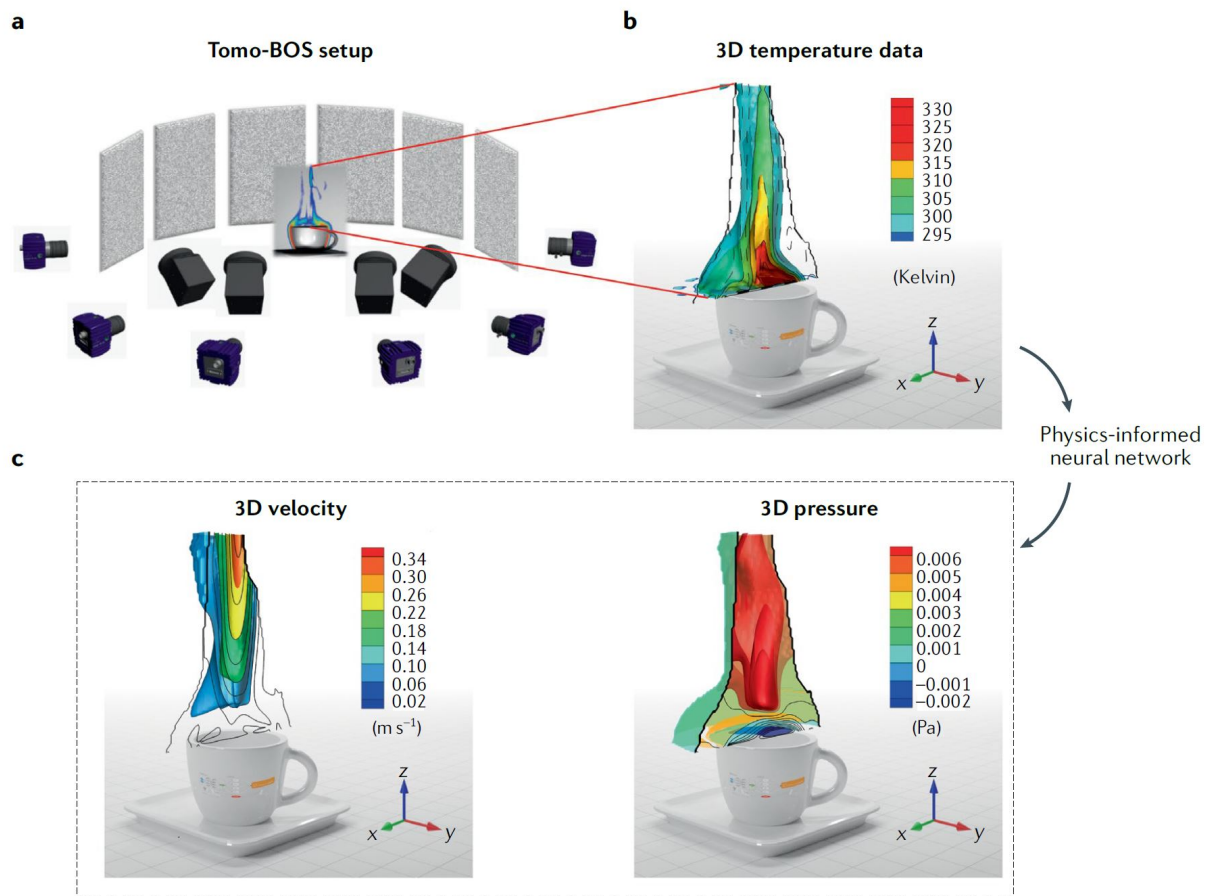 a
Tomo-BOS setup
b
3D temperature data
330
325
320
315
310
305
300
295
(Kelvin)
z
x
y
Physics-informed
neural network
c
3D velocity
0.34
0.30
0.26
0.22
0.18
0.14
0.10
0.06
0.02
(m s⁻¹)
z
x
y
3D pressure
0.006
0.005
0.004
0.003
0.002
0.001
0
−0.001
−0.002
(Pa)
z
x
y